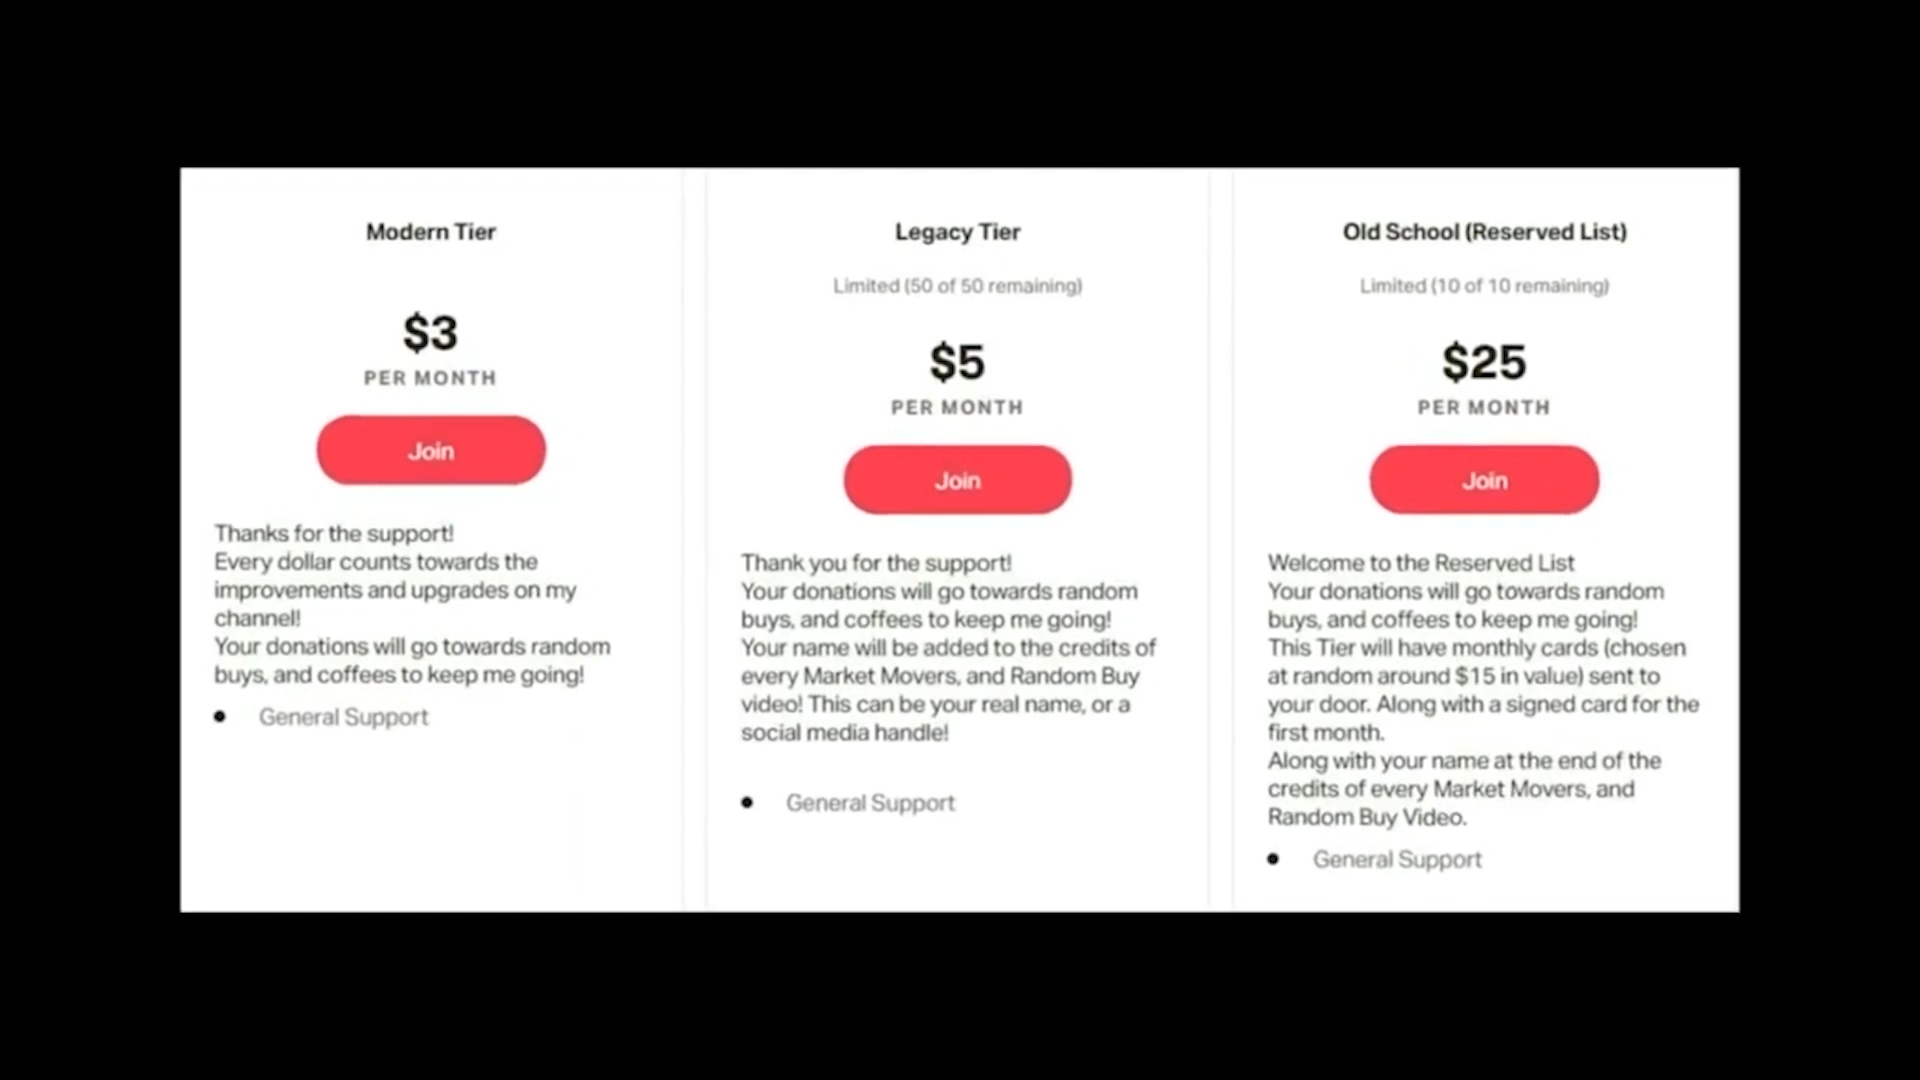 Modern Tier
$3
PER MONTH
Join
Thanks for the support!
Every dollar counts towards the
improvements and upgrades on my
channel!
Your donations will go towards random
buys, and coffees to keep me going!
General Support
Legacy Tier
Limited (50 of 50 remaining)
$5
PER MONTH
Join
Thank you for the support!
Your donations will go towards random
buys, and coffees to keep me going!
Your name will be added to the credits of
every Market Movers, and Random Buy
video! This can be your real name, or a
social media handle!
General Support
Old School (Reserved List)
Limited (10 of 10 remaining)
$25
PER MONTH
Join
Welcome to the Reserved List
Your donations will go towards random
buys, and coffees to keep me going!
This Tier will have monthly cards (chosen
at random around $15 in value) sent to
your door. Along with a signed card for the
first month.
Along with your name at the end of the
credits of every Market Movers, and
Random Buy Video.
General Support